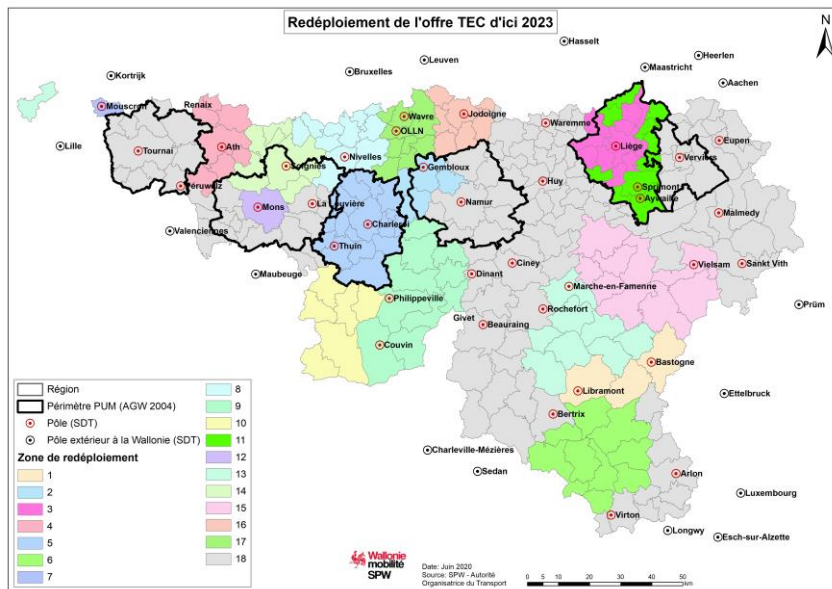 Redéploiement de l'offre TEC d'ici 2023
N
Hasselt
Heerlen
Leuven
Maastricht
Bruxelles
Kortrijk
Aachen
Mouscron
Renaix
Wavre
Jodoigne
OLLN
Waremme
Lille
Tournai
Ath
Liège
Eupen
Nivelles
Verviers
Soignies
Gembloux
Péruwelz
Huy
Sprimont
Aywaille
Mons
La Louvière
Namur
Malmedy
Charleroi
Valenciennes
Thuin
Ciney
Vielsam
Sankt Vith
Maubeuge
Dinant
Marche-en-Famenne
Philippeville
Rochefort
Prüm
Givet
Beauraing
Couvin
Bastogne
Libramont
Ettelbruck
Bertrix
Charleville-Mézières
Sedan
Arlon
Luxembourg
Virton
Longwy
Esch-sur-Alzette
Région
Périmètre PUM (AGW 2004)
Pôle (SDT)
Pôle extérieur à la Wallonie (SDT)
Zone de redéploiement
1
2
3
4
5
6
7
8
9
10
11
12
13
14
15
16
17
18
Wallonie
mobilité
SPW
Date: Juin 2020
Source: SPW - Autorité
Organisatrice du Transport
0 5 10 20 30 40 50
km